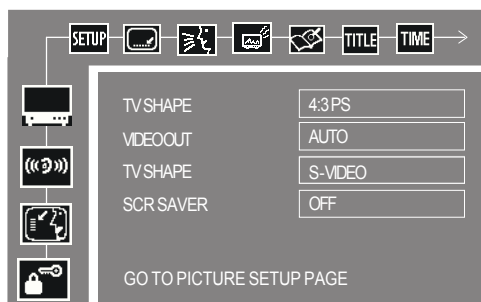 SETUP TITLE TIME
TV SHAPE 4:3 PS
VIDEOOUT AUTO
TV SHAPE S-VIDEO
SCR SAVER OFF
GO TO PICTURE SETUP PAGE